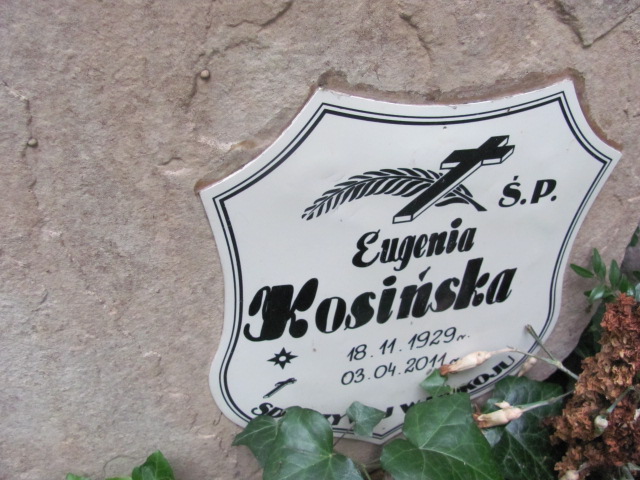 Ś.P.
Eugenia
Kosińska
18.11.1929 r.
03.04.2011 r.